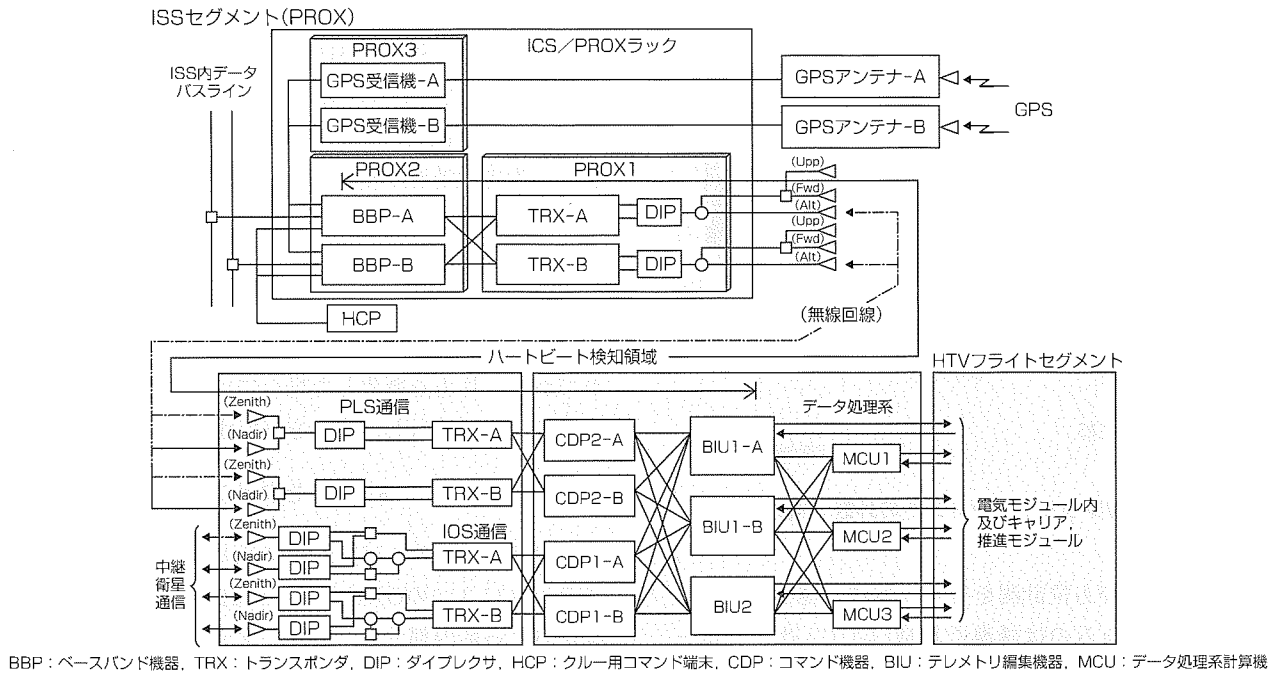 ISSセグメント(PROX)
ICS／PROXラック
PROX3
ISS内データ
バスライン
GPS受信機-A
GPS受信機-B
GPSアンテナ-A
GPSアンテナ-B
GPS
PROX2
PROX1
(Upp)
(Fwd)
(Alt)
(Upp)
(Fwd)
(Alt)
BBP-A
TRX-A
DIP
BBP-B
TRX-B
DIP
HCP
(無線回線)
ハートビート検知領域
HTVフライトセグメント
PLS通信
データ処理系
(Zenith)
(Nadir)
(Zenith)
(Nadir)
DIP
TRX-A
DIP
TRX-B
CDP2-A
CDP2-B
BIU1-A
BIU1-B
BIU2
MCU1
MCU2
MCU3
電気モジュール内
及びキャリア，
推進モジュール
IOS通信
(Zenith)
(Nadir)
(Zenith)
(Nadir)
DIP
DIP
DIP
DIP
TRX-A
TRX-B
CDP1-A
CDP1-B
中継
衛星
通信
BBP：ベースバンド機器，TRX：トランスポンダ，DIP：ダイプレクサ，HCP：クルー用コマンド端末，CDP：コマンド機器，BIU：テレメトリ編集機器，MCU：データ処理系計算機